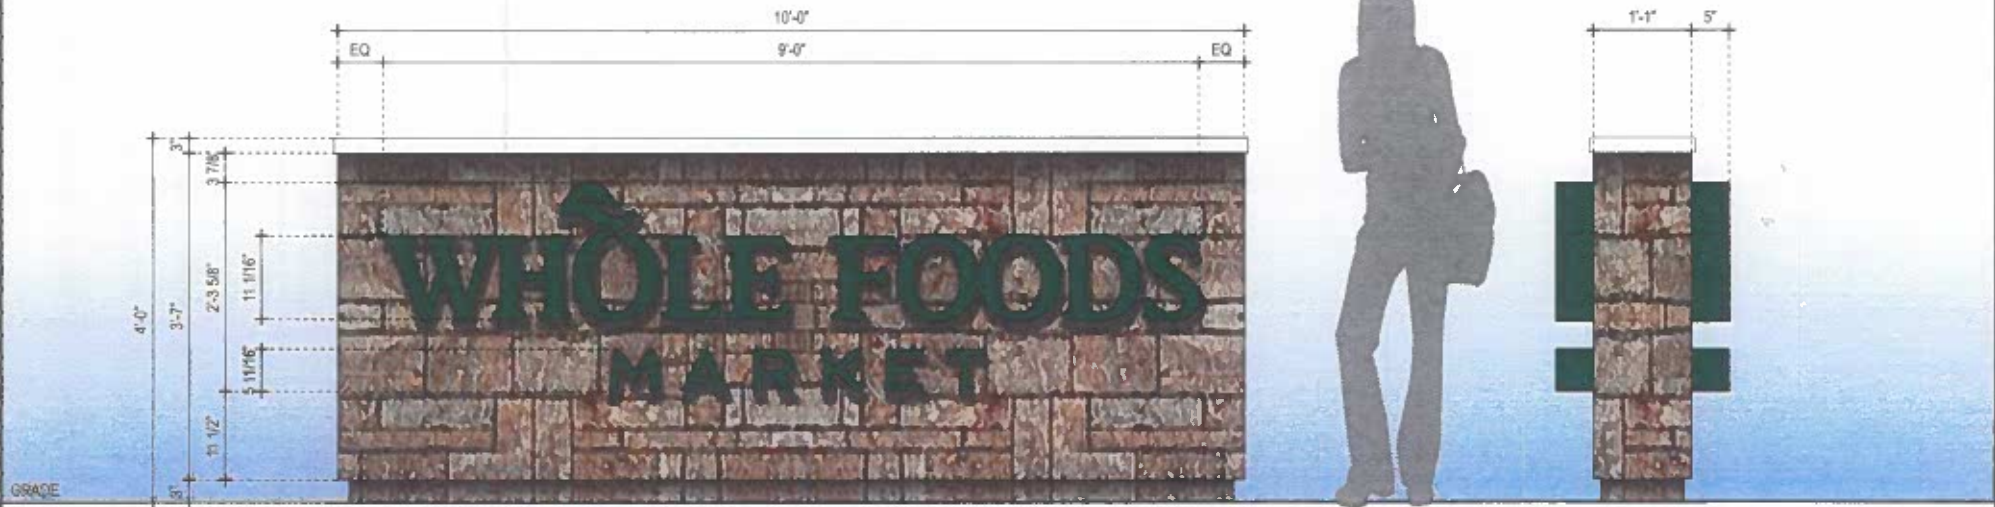 10'-0"
1'-1" 5"
EQ 9'-0" EQ
3"
3 7/8"
WHOLE FOODS
11 1/16"
2'-3 5/8"
3'-7"
4'-0"
MARKET
5 11/16"
11 1/2"
3"
GRADE